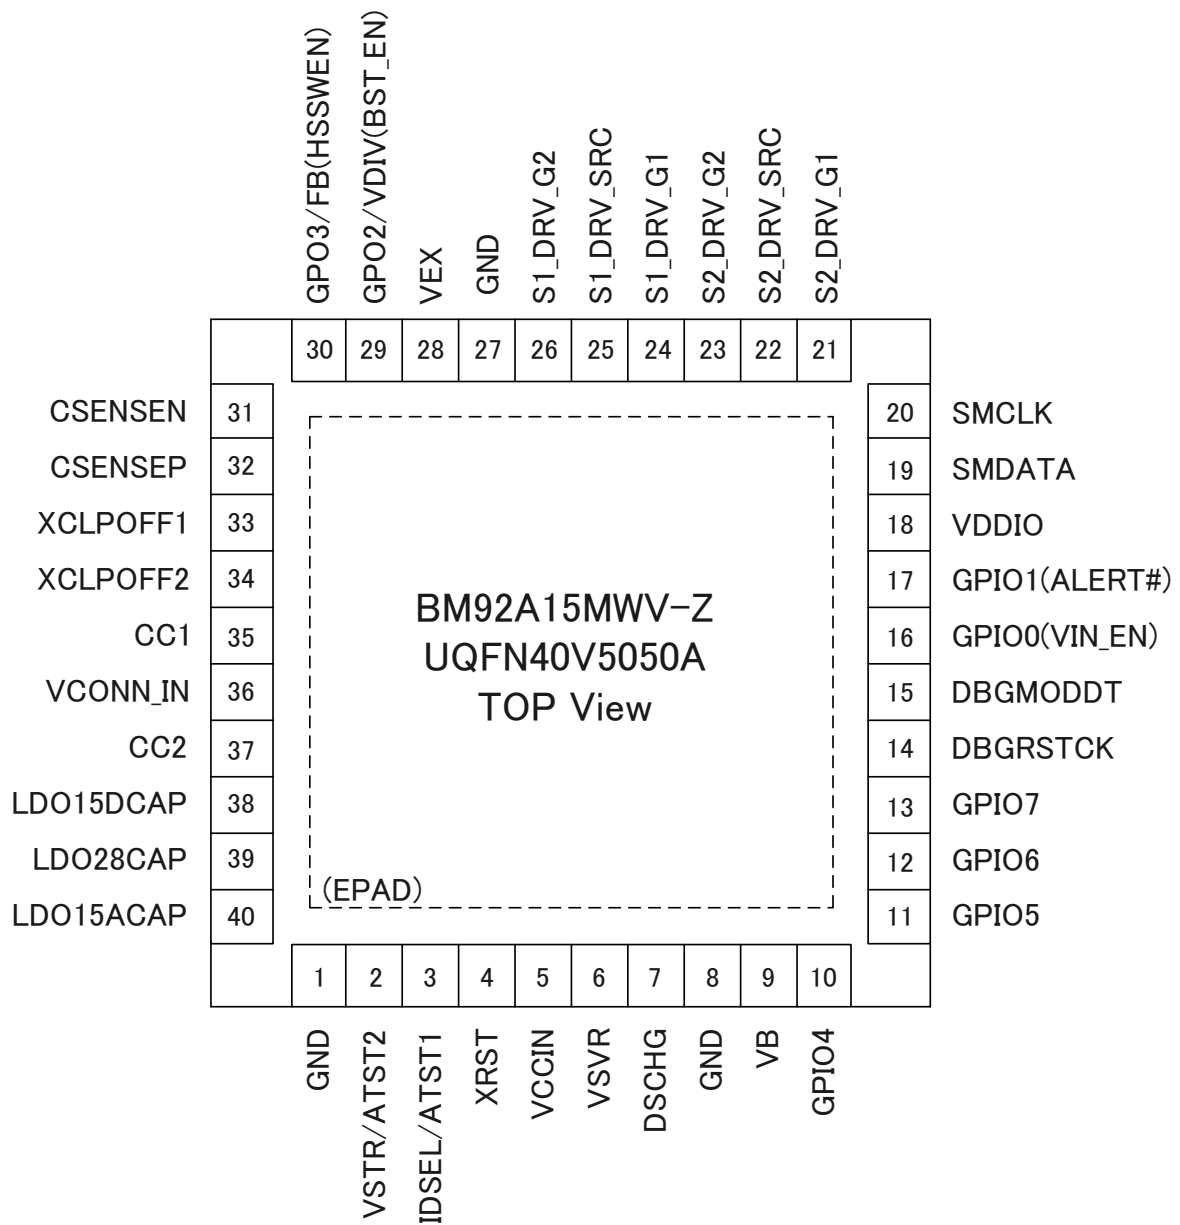 GPO3/FB(HSSWEN)
GPO2/VDIV(BST_EN)
VEX
GND
S1_DRV_G2
S1_DRV_SRC
S1_DRV_G1
S2_DRV_G2
S2_DRV_SRC
S2_DRV_G1
30 29 28 27 26 25 24 23 22 21
CSENSEN 31
CSENSEP 32
XCLPOFF1 33
XCLPOFF2 34
CC1 35
VCONN_IN 36
CC2 37
LDO15DCAP 38
LDO28CAP 39
LDO15ACAP 40
BM92A15MWV-Z
UQFN40V5050A
TOP View
(EPAD)
20 SMCLK
19 SMDATA
18 VDDIO
17 GPIO1(ALERT#)
16 GPIO0(VIN_EN)
15 DBGMODDT
14 DBGRSTCK
13 GPIO7
12 GPIO6
11 GPIO5
1 2 3 4 5 6 7 8 9 10
GND
VSTR/ATST2
IDSEL/ATST1
XRST
VCCIN
VSVR
DSCHG
GND
VB
GPIO4